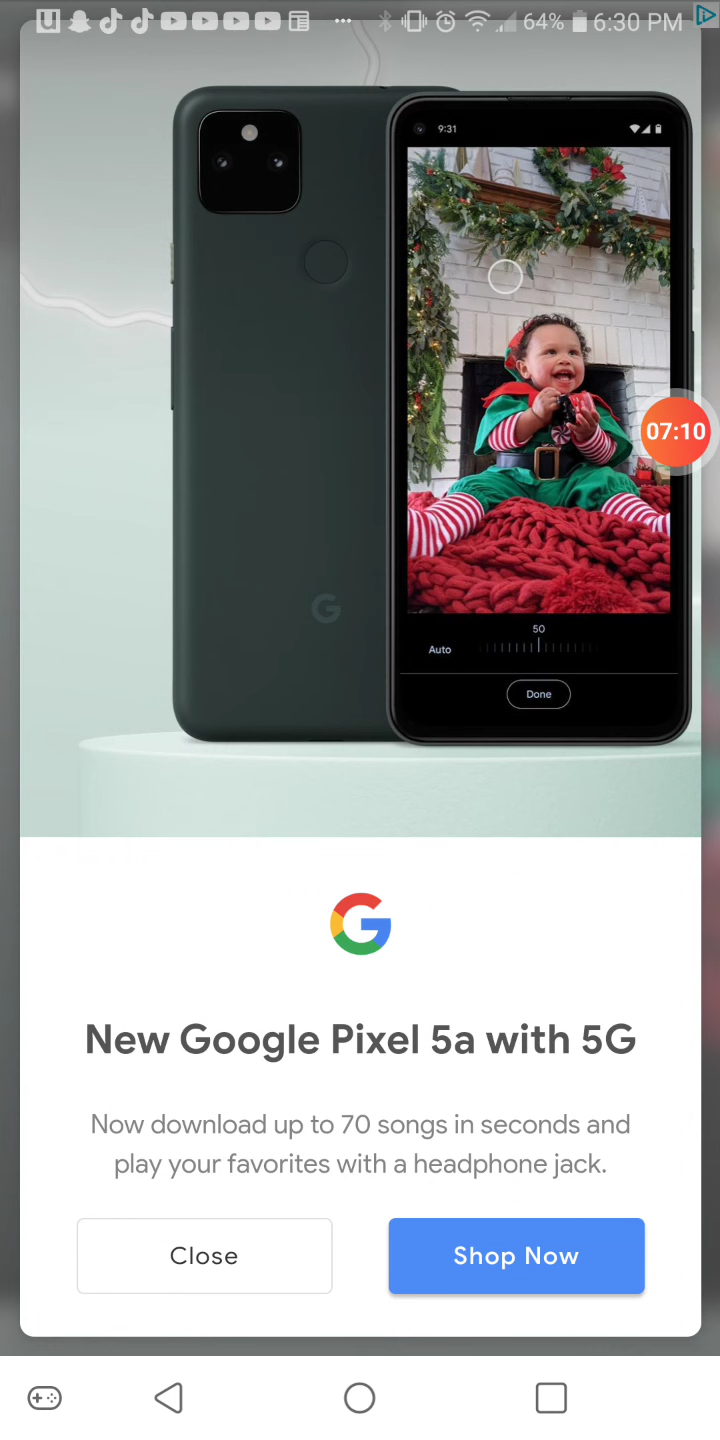 64% 6:30 PM
9:31
07:10
50
Auto
Done
New Google Pixel 5a with 5G
Now download up to 70 songs in seconds and
play your favorites with a headphone jack.
Close
Shop Now